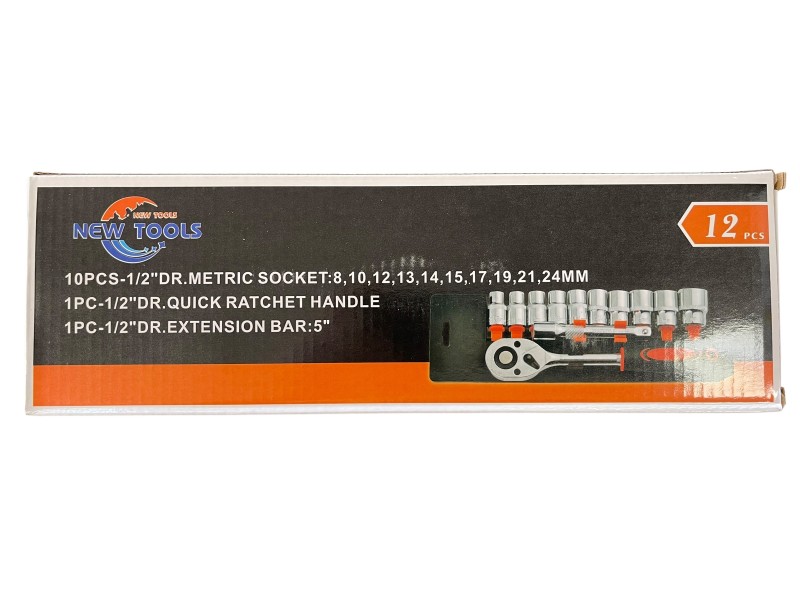 NEW TOOLS
NEW TOOLS
12 PCS
10PCS-1/2"DR.METRIC SOCKET:8,10,12,13,14,15,17,19,21,24MM
1PC-1/2"DR.QUICK RATCHET HANDLE
1PC-1/2"DR.EXTENSION BAR:5"